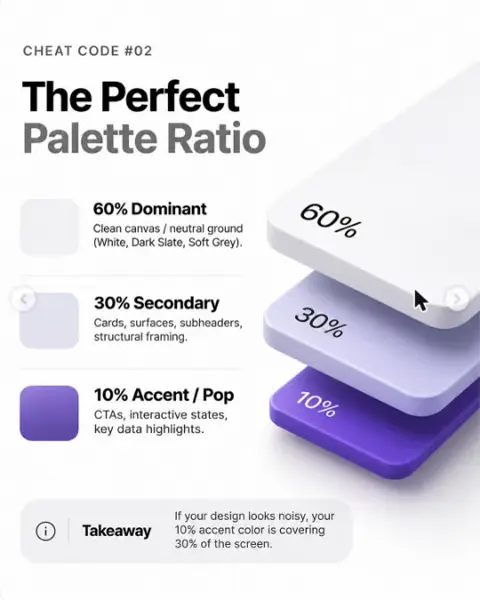 CHEAT CODE #02
The Perfect
Palette Ratio
60% Dominant
Clean canvas / neutral ground
(White, Dark Slate, Soft Grey).
30% Secondary
Cards, surfaces, subheaders,
structural framing.
10% Accent / Pop
CTAs, interactive states,
key data highlights.
60%
30%
10%
Takeaway
If your design looks noisy, your
10% accent color is covering
30% of the screen.